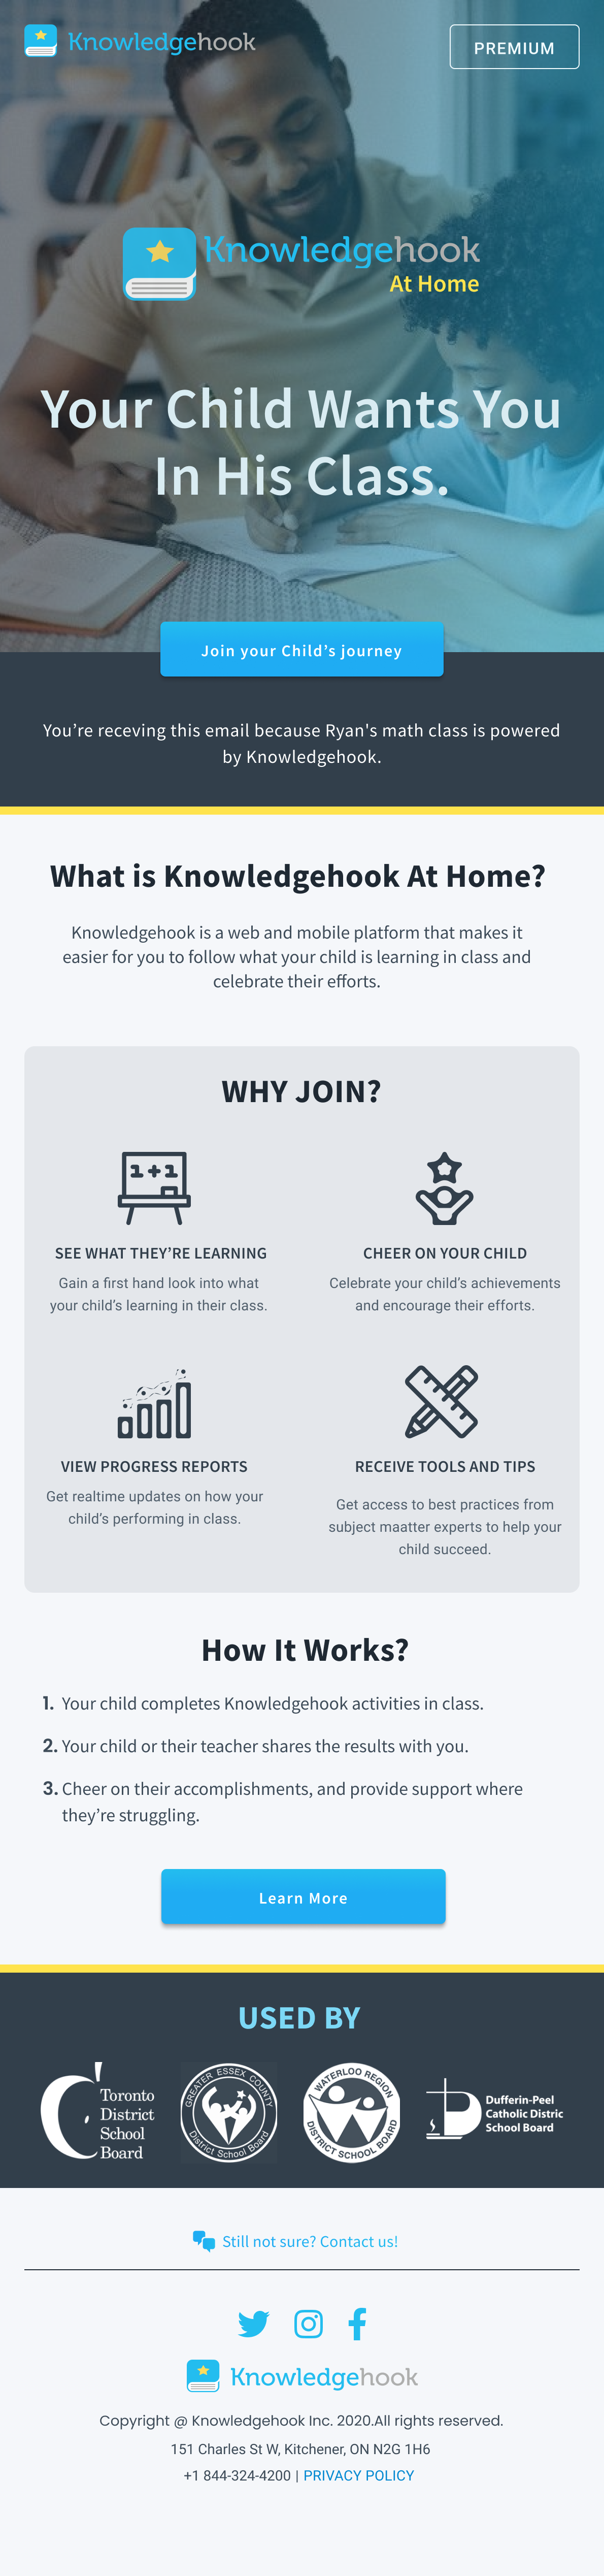 Knowledgehook
PREMIUM
Knowledgehook
At Home
Your Child Wants You
In His Class.
Join your Child’s journey
You’re receving this email because Ryan's math class is powered
by Knowledgehook.
What is Knowledgehook At Home?
Knowledgehook is a web and mobile platform that makes it
easier for you to follow what your child is learning in class and
celebrate their efforts.
WHY JOIN?
1+1
SEE WHAT THEY’RE LEARNING
Gain a first hand look into what
your child’s learning in their class.
CHEER ON YOUR CHILD
Celebrate your child’s achievements
and encourage their efforts.
VIEW PROGRESS REPORTS
Get realtime updates on how your
child’s performing in class.
RECEIVE TOOLS AND TIPS
Get access to best practices from
subject maatter experts to help your
child succeed.
How It Works?
1. Your child completes Knowledgehook activities in class.
2. Your child or their teacher shares the results with you.
3. Cheer on their accomplishments, and provide support where
they’re struggling.
Learn More
USED BY
Toronto
District
School
Board
GREATER ESSEX COUNTY
District School Board
WATERLOO REGION
DISTRICT SCHOOL BOARD
Dufferin-Peel
Catholic Distric
School Board
Still not sure? Contact us!
Knowledgehook
Copyright @ Knowledgehook Inc. 2020.All rights reserved.
151 Charles St W, Kitchener, ON N2G 1H6
+1 844-324-4200 | PRIVACY POLICY